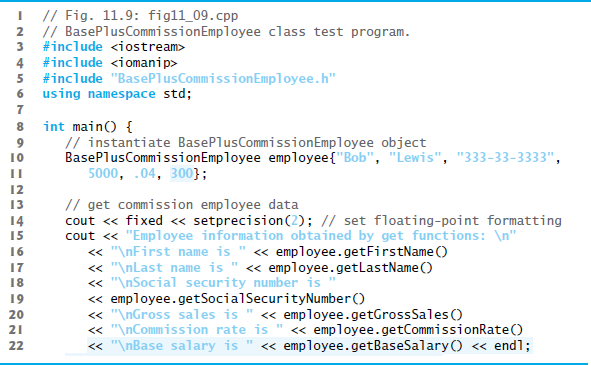 1 // Fig. 11.9: fig11_09.cpp
2 // BasePlusCommissionEmployee class test program.
3 #include <iostream>
4 #include <iomanip>
5 #include "BasePlusCommissionEmployee.h"
6 using namespace std;
7
8 int main() {
9 // instantiate BasePlusCommissionEmployee object
10 BasePlusCommissionEmployee employee{"Bob", "Lewis", "333-33-3333",
11 5000, .04, 300};
12
13 // get commission employee data
14 cout << fixed << setprecision(2); // set floating-point formatting
15 cout << "Employee information obtained by get functions: \n"
16 << "\nFirst name is " << employee.getFirstName()
17 << "\nLast name is " << employee.getLastName()
18 << "\nSocial security number is "
19 << employee.getSocialSecurityNumber()
20 << "\nGross sales is " << employee.getGrossSales()
21 << "\nCommission rate is " << employee.getCommissionRate()
22 << "\nBase salary is " << employee.getBaseSalary() << endl;